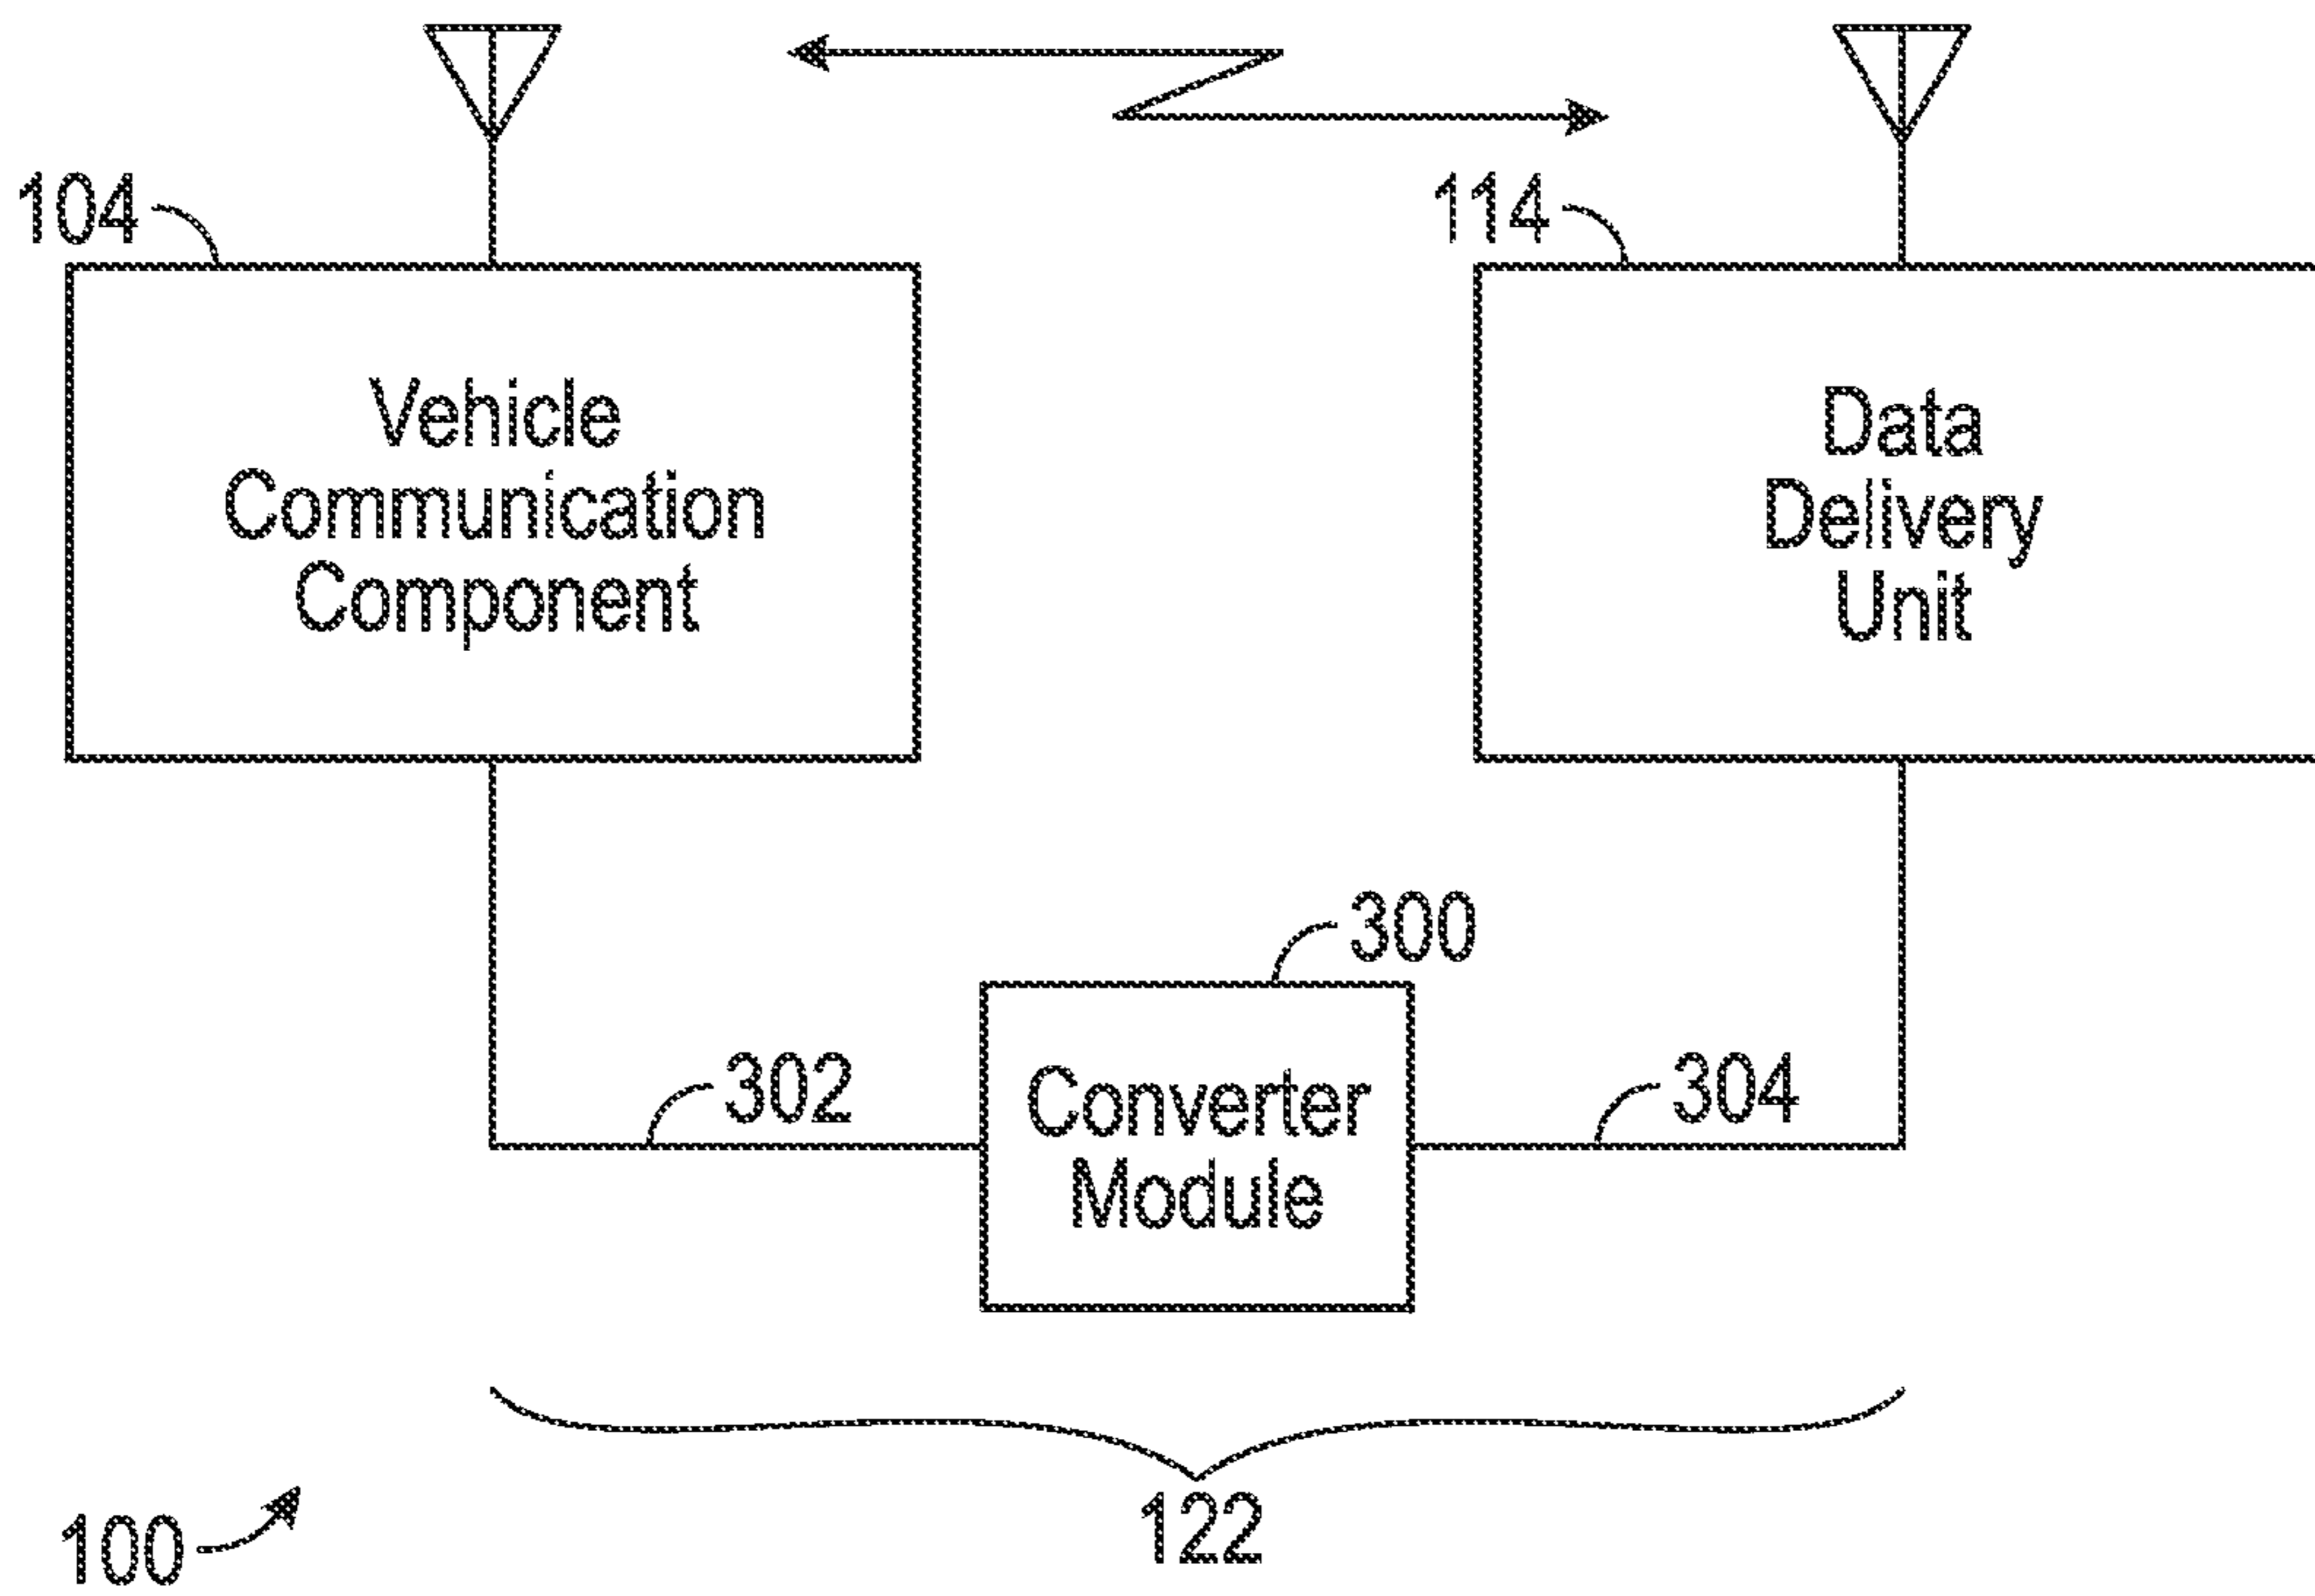 104
114
Vehicle
Communication
Component
Data
Delivery
Unit
300
302
Converter
Module
304
122
100